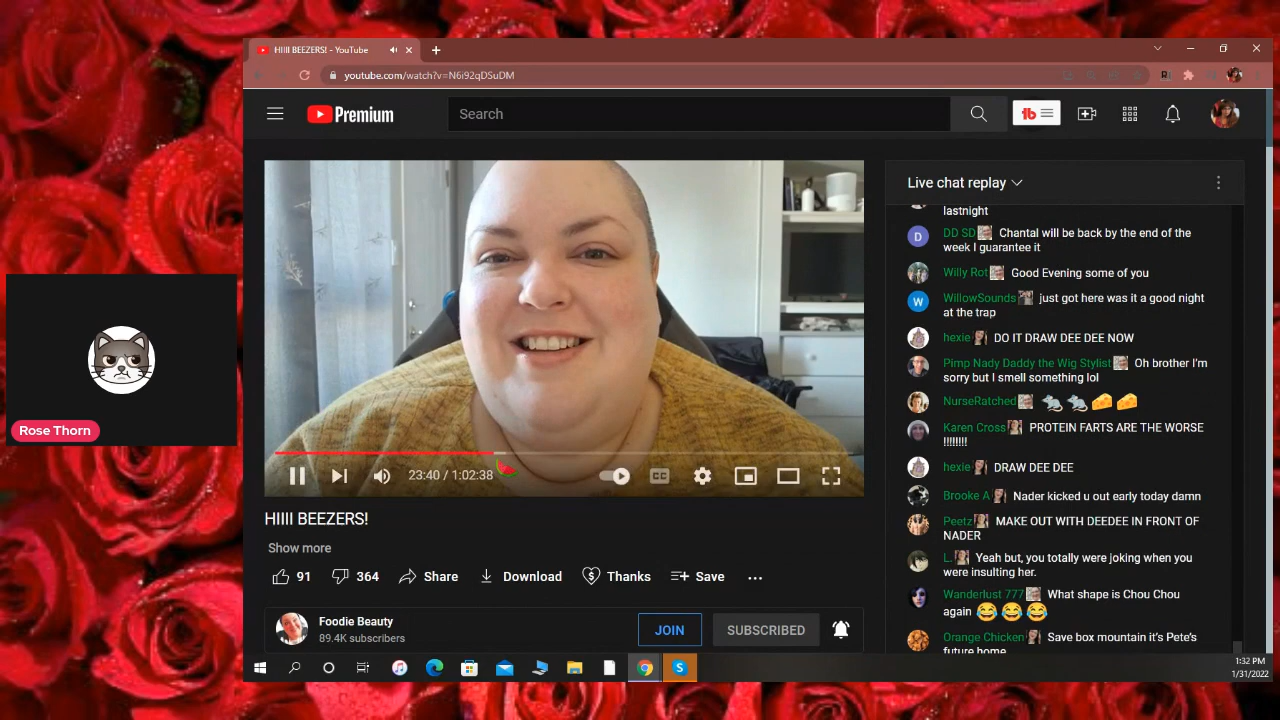 HIIII BEEZERS! - YouTube
youtube.com/watch?v=N6i92qDSuDM
Premium
Search
Live chat replay
lastnight
DD SD Chantal will be back by the end of the
week I guarantee it
Willy Rot Good Evening some of you
WillowSounds just got here was it a good night
at the trap
hexie DO IT DRAW DEE DEE NOW
Pimp Nady Daddy the Wig Stylist Oh brother I'm
sorry but I smell something lol
NurseRatched
Karen Cross PROTEIN FARTS ARE THE WORSE
!!!!!!!!
hexie DRAW DEE DEE
Brooke A Nader kicked u out early today damn
Peetz MAKE OUT WITH DEEDEE IN FRONT OF
NADER
L. Yeah but, you totally were joking when you
were insulting her.
Wanderlust 777 What shape is Chou Chou
again
Orange Chicken Save box mountain it's Pete's
future home
Rose Thorn
23:40 / 1:02:38
CC
HIIII BEEZERS!
Show more
91 364 Share Download Thanks Save
Foodie Beauty
89.4K subscribers
JOIN
SUBSCRIBED
1:32 PM
1/31/2022